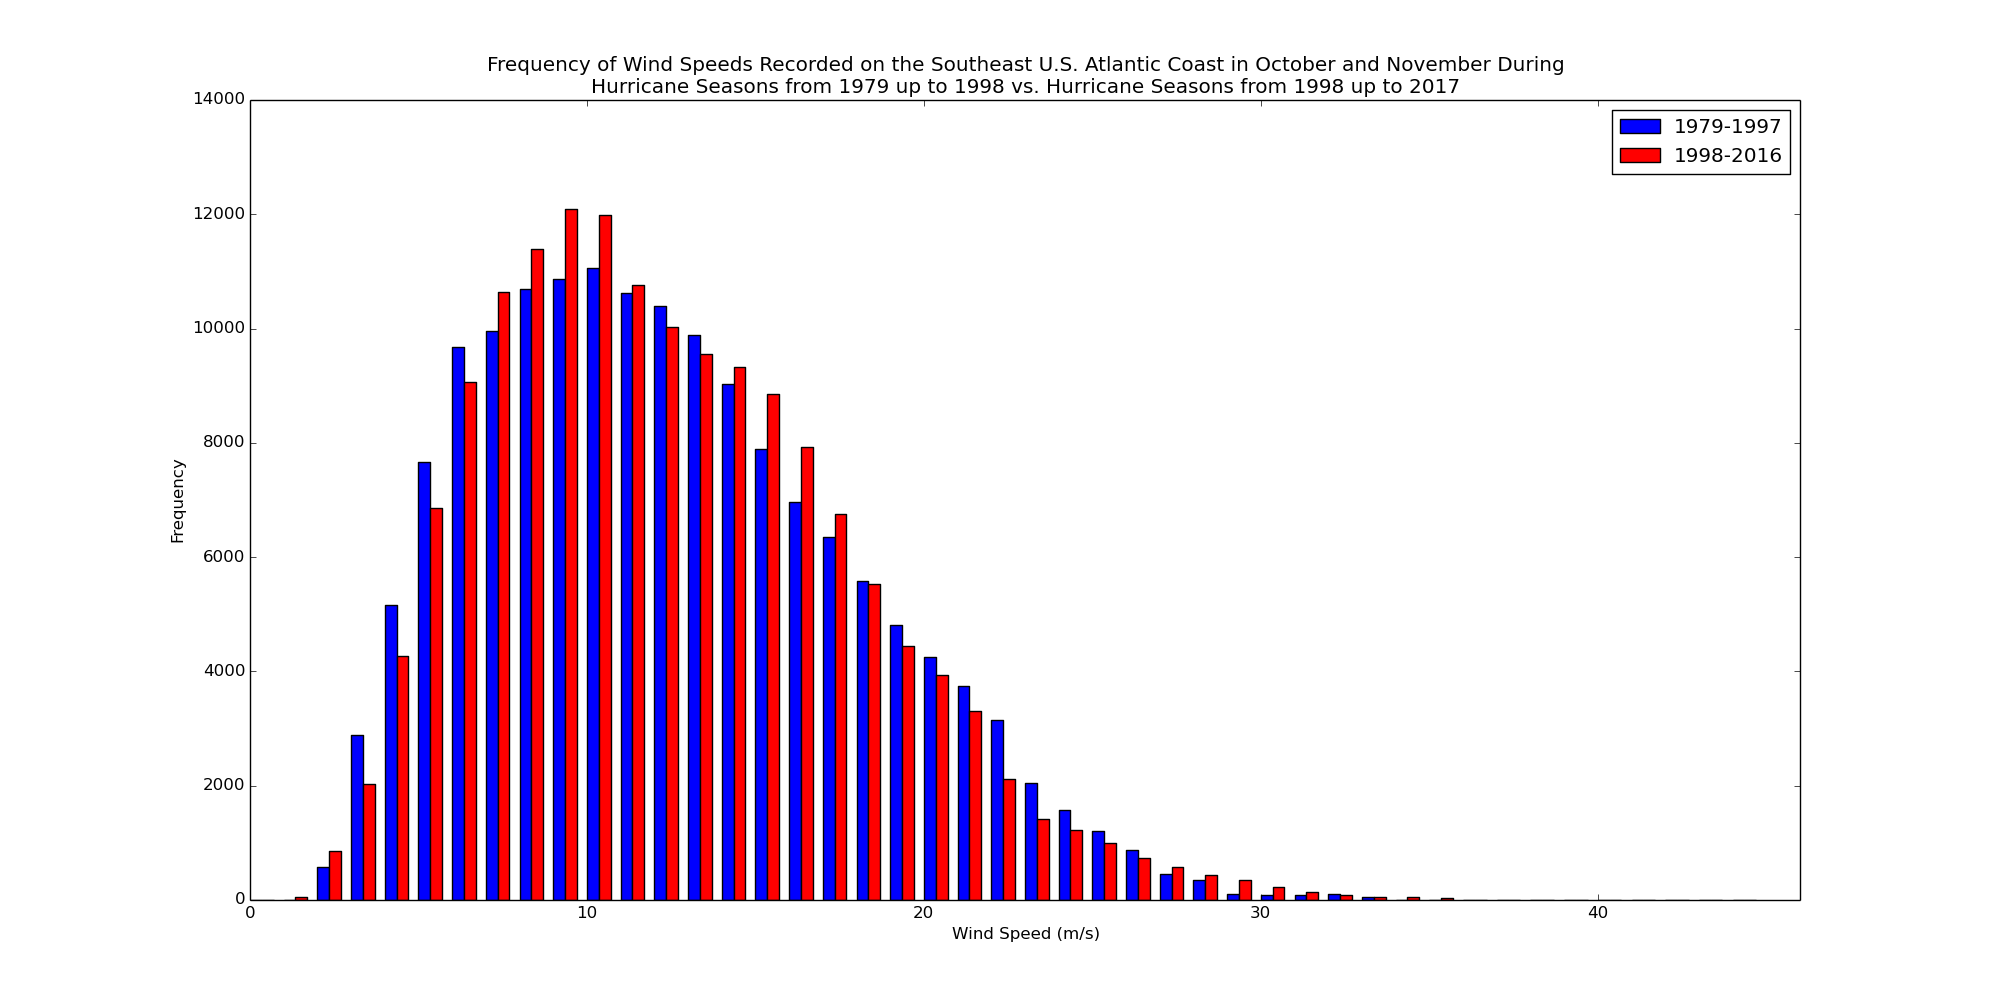 Frequency of Wind Speeds Recorded on the Southeast U.S. Atlantic Coast in October and November During
Hurricane Seasons from 1979 up to 1998 vs. Hurricane Seasons from 1998 up to 2017
14000
12000
10000
8000
6000
4000
2000
0
Frequency
1979-1997
1998-2016
0 10 20 30 40
Wind Speed (m/s)